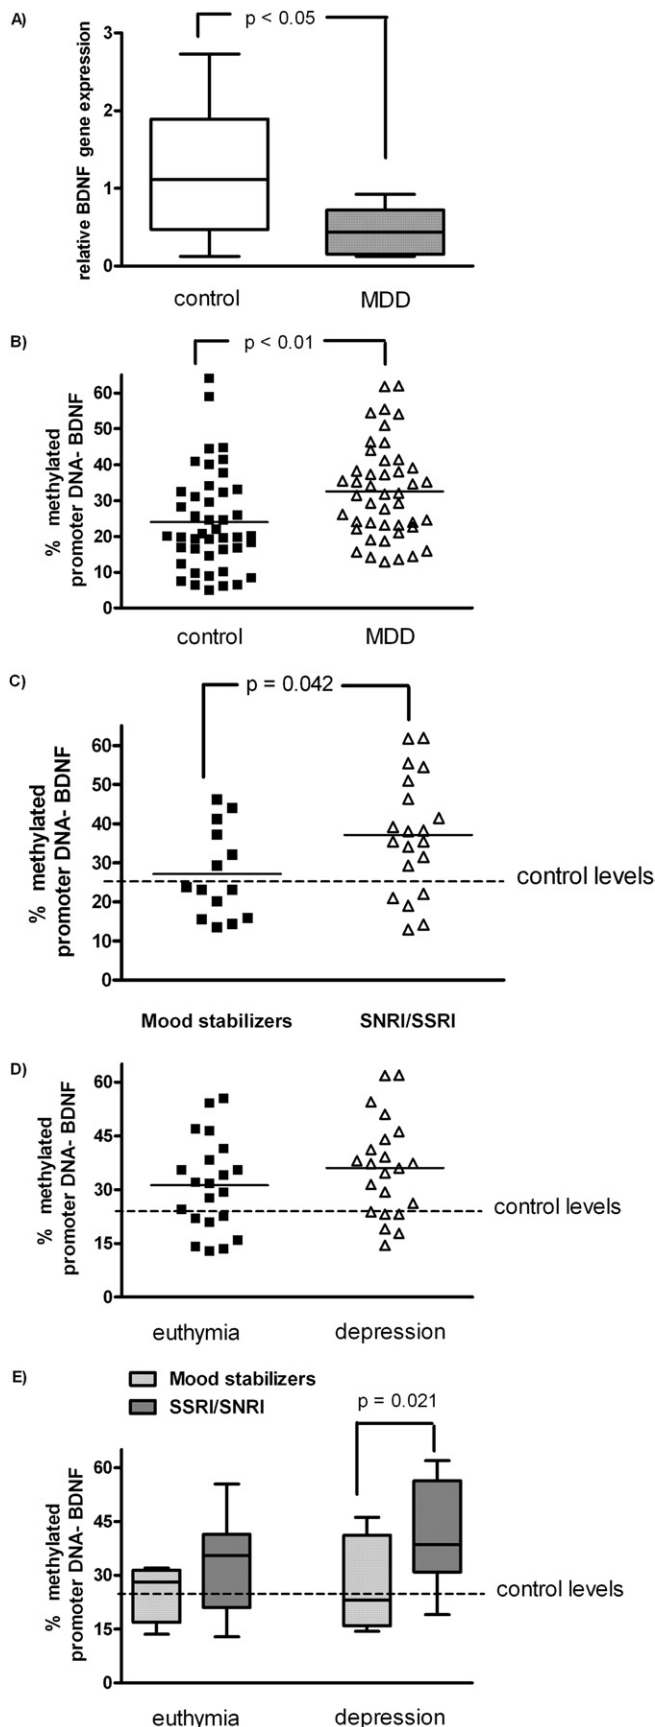 A)
p < 0.05
relative BDNF gene expression
3
2
1
0
control
MDD
B)
p < 0.01
% methylated
promoter DNA- BDNF
60
50
40
30
20
10
0
control
MDD
C)
p = 0.042
% methylated
promoter DNA- BDNF
60
50
40
30
20
10
0
control levels
Mood stabilizers
SNRI/SSRI
D)
% methylated
promoter DNA- BDNF
60
45
30
15
0
control levels
euthymia
depression
E)
Mood stabilizers
SSRI/SNRI
p = 0.021
% methylated
promoter DNA- BDNF
60
45
30
15
0
control levels
euthymia
depression